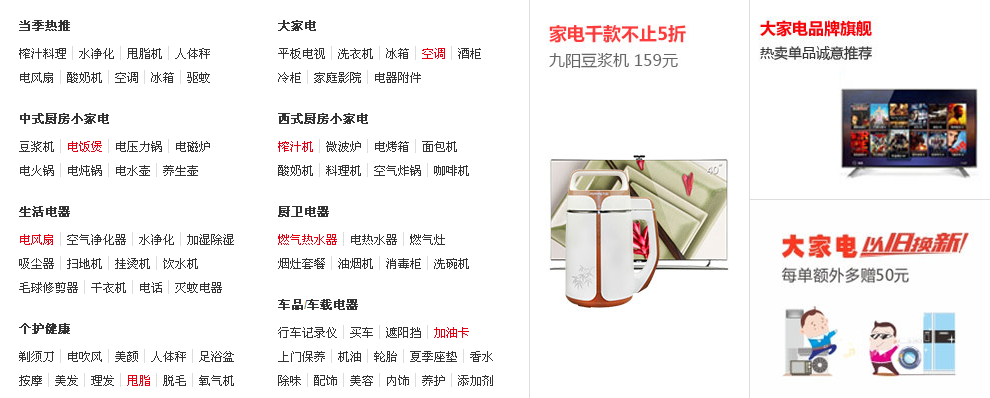 当季热推
榨汁料理 水净化 甩脂机 人体秤
电风扇 酸奶机 空调 冰箱 驱蚊
中式厨房小家电
豆浆机 电饭煲 电压力锅 电磁炉
电火锅 电炖锅 电水壶 养生壶
生活电器
电风扇 空气净化器 水净化 加湿除湿
吸尘器 扫地机 挂烫机 饮水机
毛球修剪器 干衣机 电话 灭蚊电器
个护健康
剃须刀 电吹风 美颜 人体秤 足浴盆
按摩 美发 理发 甩脂 脱毛 氧气机
大家电
平板电视 洗衣机 冰箱 空调 酒柜
冷柜 家庭影院 电器附件
西式厨房小家电
榨汁机 微波炉 电烤箱 面包机
酸奶机 料理机 空气炸锅 咖啡机
厨卫电器
燃气热水器 电热水器 燃气灶
烟灶套餐 油烟机 消毒柜 洗碗机
车品/车载电器
行车记录仪 买车 遮阳挡 加油卡
上门保养 机油 轮胎 夏季座垫 香水
除味 配饰 美容 内饰 养护 添加剂
家电千款不止5折
九阳豆浆机 159元
大家电品牌旗舰
热卖单品诚意推荐
大家电 以旧换新!
每单额外多赠50元